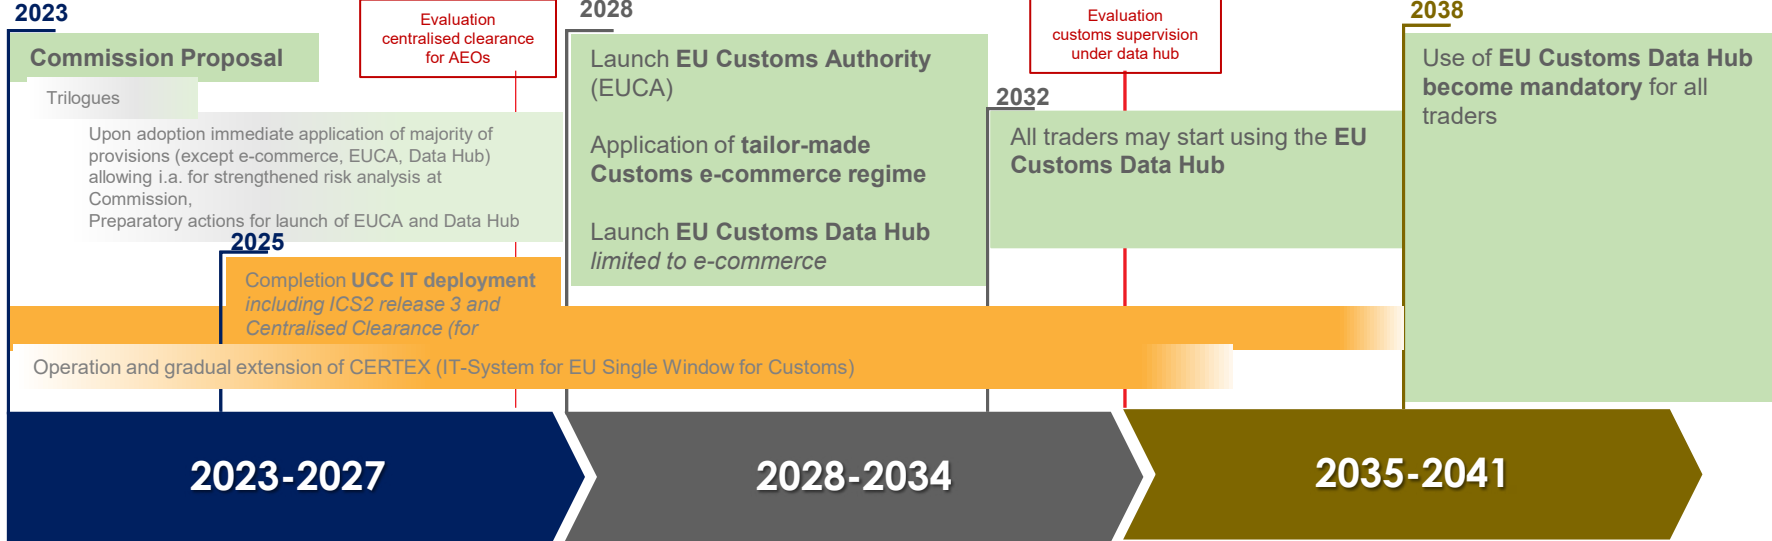 2023
Commission Proposal
Trilogues
Upon adoption immediate application of majority of
provisions (except e-commerce, EUCA, Data Hub)
allowing i.a. for strengthened risk analysis at
Commission,
Preparatory actions for launch of EUCA and Data Hub
Evaluation
centralised clearance
for AEOs
2025
Completion UCC IT deployment
including ICS2 release 3 and
Centralised Clearance (for
Operation and gradual extension of CERTEX (IT-System for EU Single Window for Customs)
2028
Launch EU Customs Authority
(EUCA)
Application of tailor-made
Customs e-commerce regime
Launch EU Customs Data Hub
limited to e-commerce
2032
All traders may start using the EU
Customs Data Hub
Evaluation
customs supervision
under data hub
2038
Use of EU Customs Data Hub
become mandatory for all
traders
2023-2027
2028-2034
2035-2041